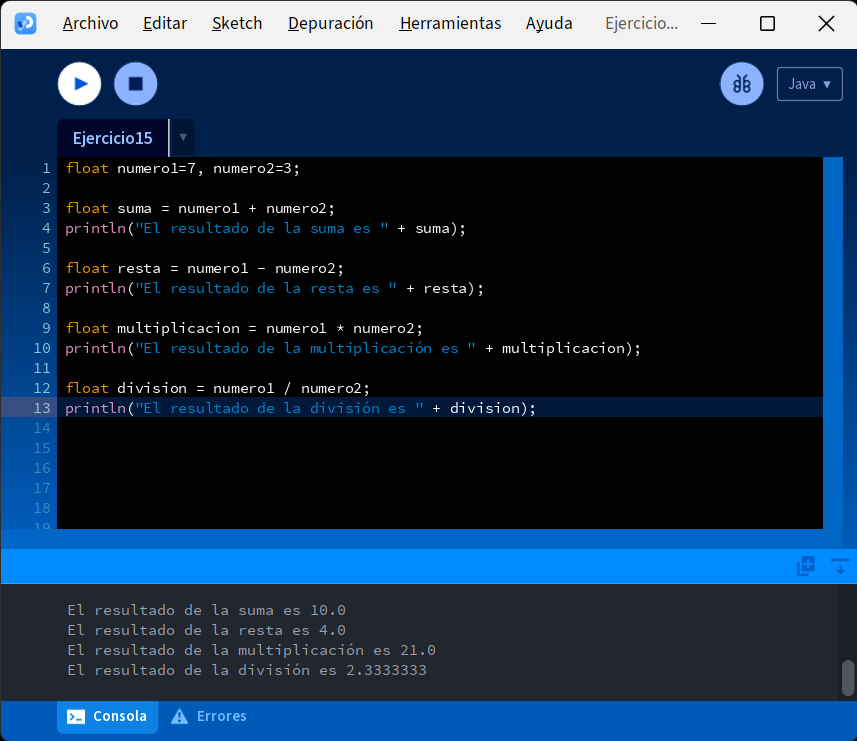 Archivo Editar Sketch Depuración Herramientas Ayuda Ejercicio...
Java
Ejercicio15
1 float numero1=7, numero2=3;
2
3 float suma = numero1 + numero2;
4 println("El resultado de la suma es " + suma);
5
6 float resta = numero1 - numero2;
7 println("El resultado de la resta es " + resta);
8
9 float multiplicacion = numero1 * numero2;
10 println("El resultado de la multiplicación es " + multiplicacion);
11
12 float division = numero1 / numero2;
13 println("El resultado de la división es " + division);
14
15
16
17
18
19
El resultado de la suma es 10.0
El resultado de la resta es 4.0
El resultado de la multiplicación es 21.0
El resultado de la división es 2.3333333
Consola Errores